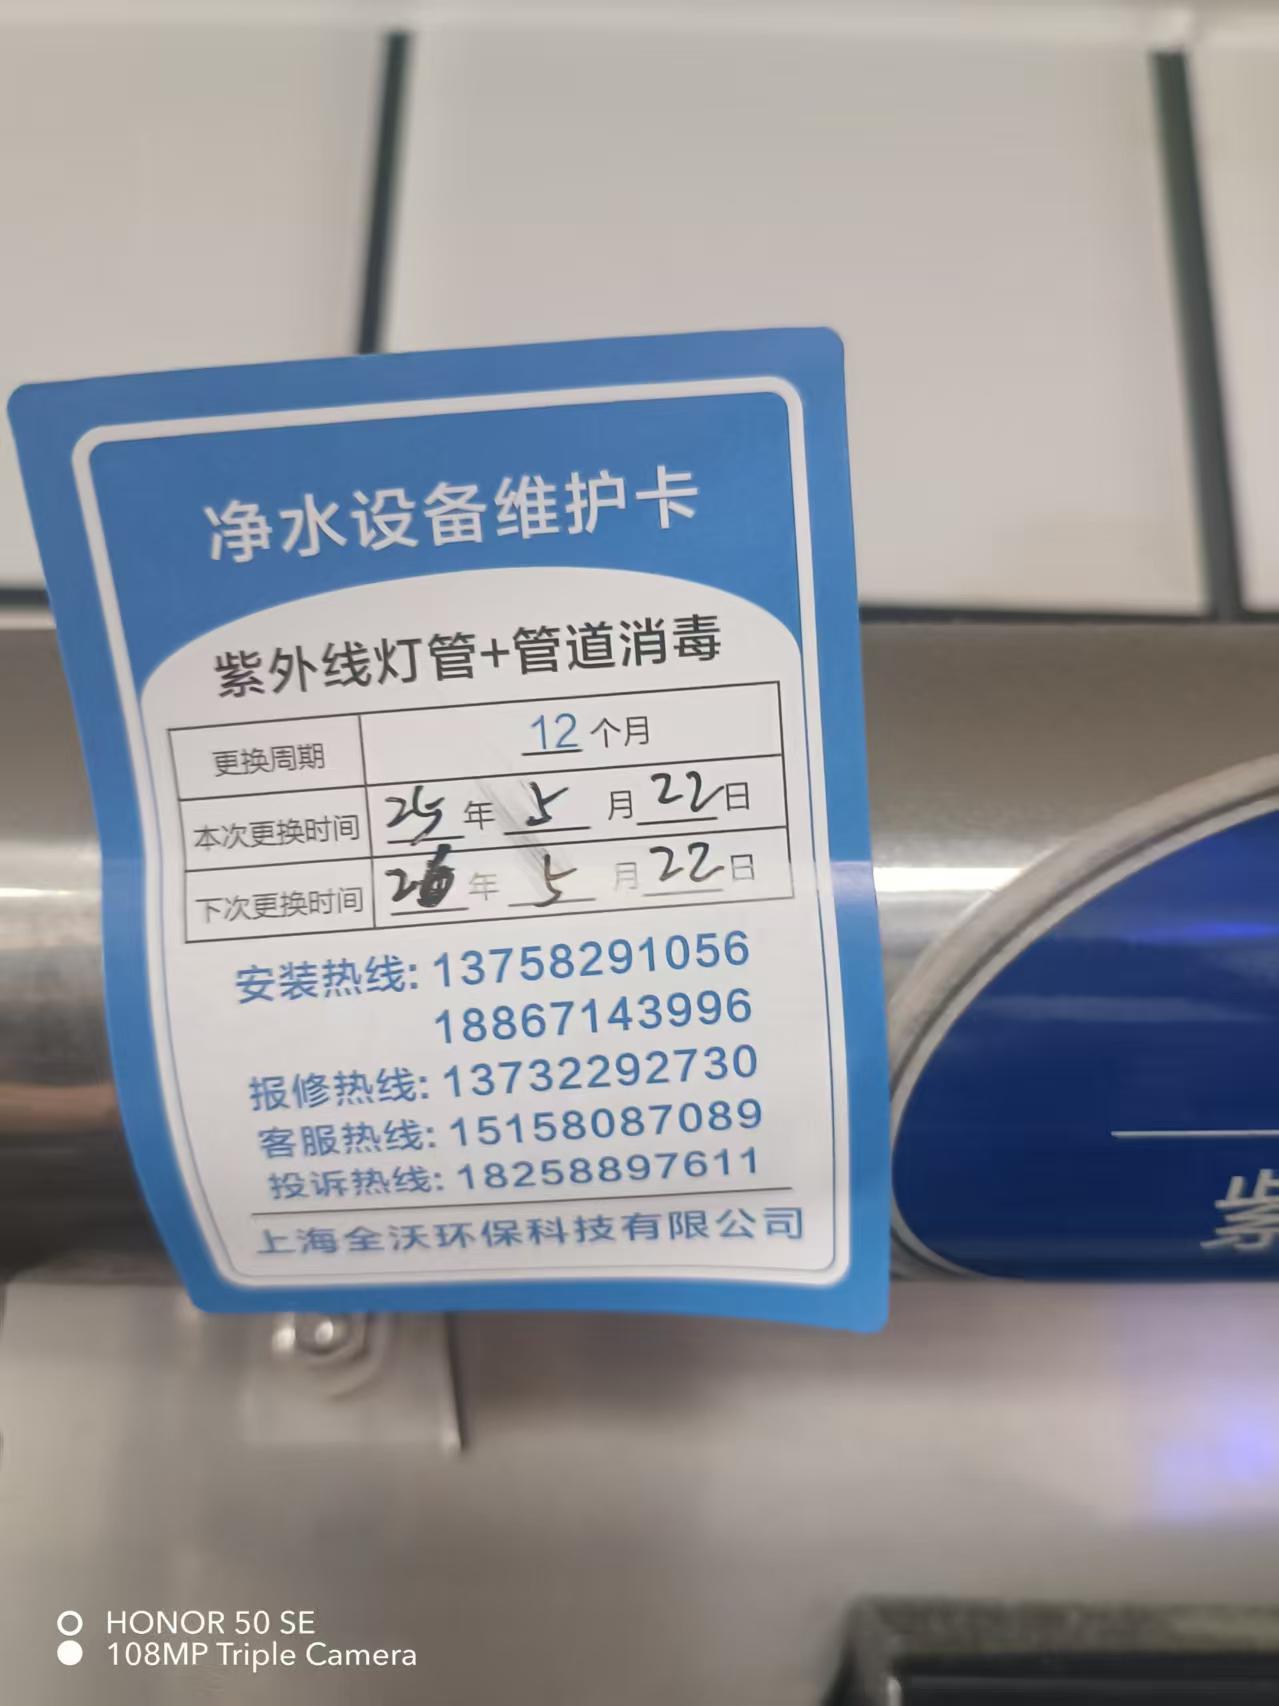 净水设备维护卡
紫外线灯管+管道消毒
更换周期 12 个月
本次更换时间 25 年 5 月 22 日
下次更换时间 26 年 5 月 22 日
安装热线: 13758291056
18867143996
报修热线: 13732292730
客服热线: 15158087089
投诉热线: 18258897611
上海全沃环保科技有限公司
紫
HONOR 50 SE
108MP Triple Camera